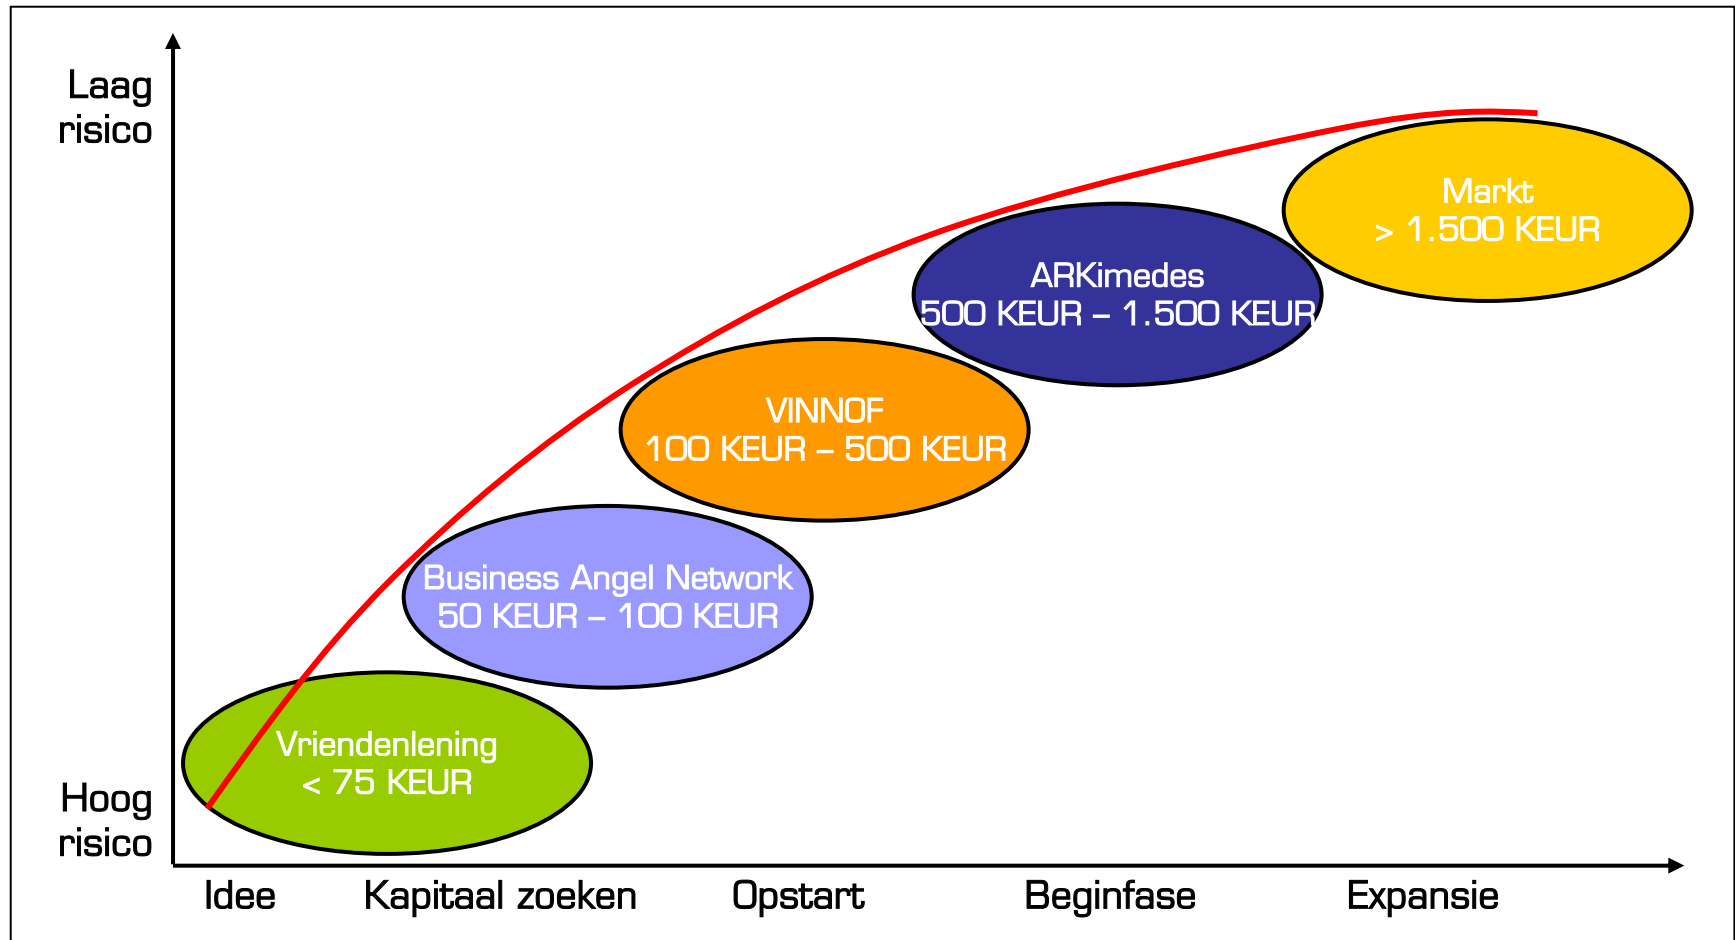 Laag
risico
Markt
> 1.500 KEUR
ARKimedes
500 KEUR – 1.500 KEUR
VINNOF
100 KEUR – 500 KEUR
Business Angel Network
50 KEUR – 100 KEUR
Vriendenlening
< 75 KEUR
Hoog
risico
Idee Kapitaal zoeken Opstart Beginfase Expansie